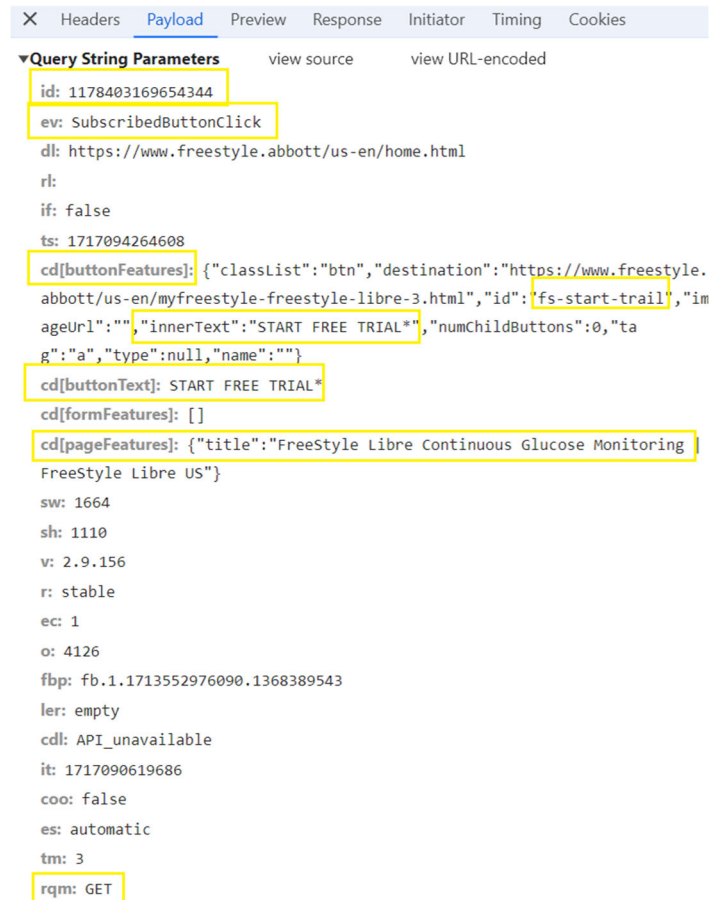 × Headers Payload Preview Response Initiator Timing Cookies
▼Query String Parameters view source view URL-encoded
id: 1178403169654344
ev: SubscribedButtonClick
dl: https://www.freestyle.abbott/us-en/home.html
rl:
if: false
ts: 1717094264608
cd[buttonFeatures]: {"classList":"btn","destination":"https://www.freestyle.
abbott/us-en/myfreestyle-freestyle-libre-3.html","id":"fs-start-trail","im
ageUrl":"","innerText":"START FREE TRIAL*","numChildButtons":0,"ta
g":"a","type":null,"name":""}
cd[buttonText]: START FREE TRIAL*
cd[formFeatures]: []
cd[pageFeatures]: {"title":"FreeStyle Libre Continuous Glucose Monitoring |
FreeStyle Libre US"}
sw: 1664
sh: 1110
v: 2.9.156
r: stable
ec: 1
o: 4126
fbp: fb.1.1713552976090.1368389543
ler: empty
cdl: API_unavailable
it: 1717090619686
coo: false
es: automatic
tm: 3
rqm: GET